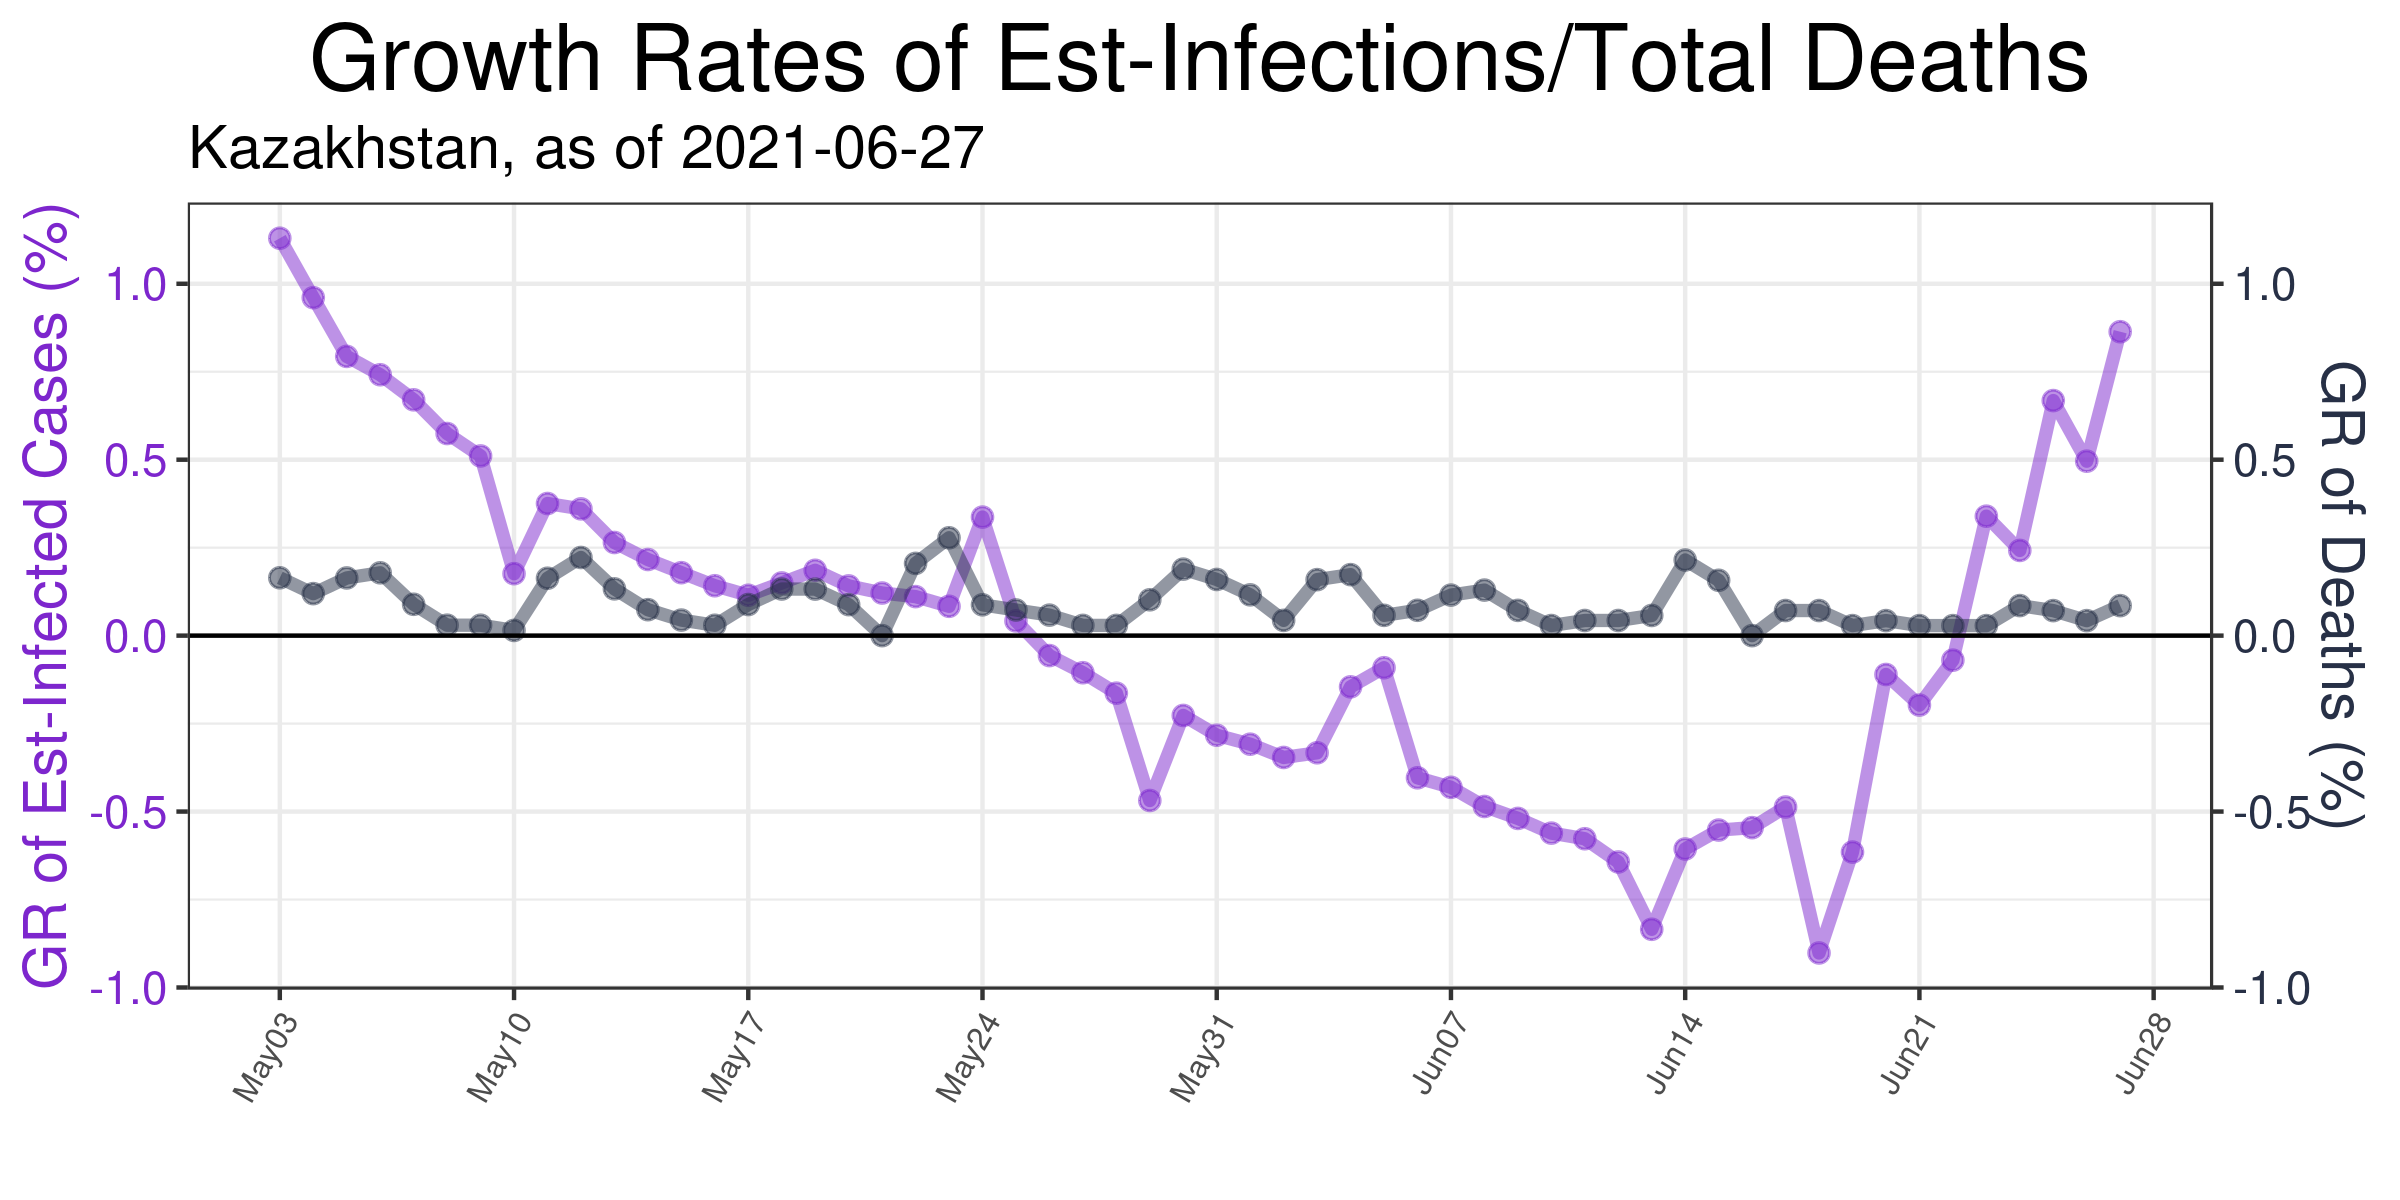 Growth Rates of Est-Infections/Total Deaths
Kazakhstan, as of 2021-06-27
GR of Est-Infected Cases (%)
1.0
0.5
0.0
-0.5
-1.0
1.0
0.5
0.0
-0.5
-1.0
GR of Deaths (%)
May03
May10
May17
May24
May31
Jun07
Jun14
Jun21
Jun28